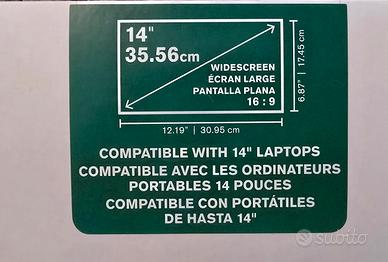 14"
35.56cm
WIDESCREEN
ÉCRAN LARGE
PANTALLA PLANA
16 : 9
6.87" | 17.45 cm
12.19" | 30.95 cm
COMPATIBLE WITH 14" LAPTOPS
COMPATIBLE AVEC LES ORDINATEURS
PORTABLES 14 POUCES
COMPATIBLE CON PORTÁTILES
DE HASTA 14"
subito